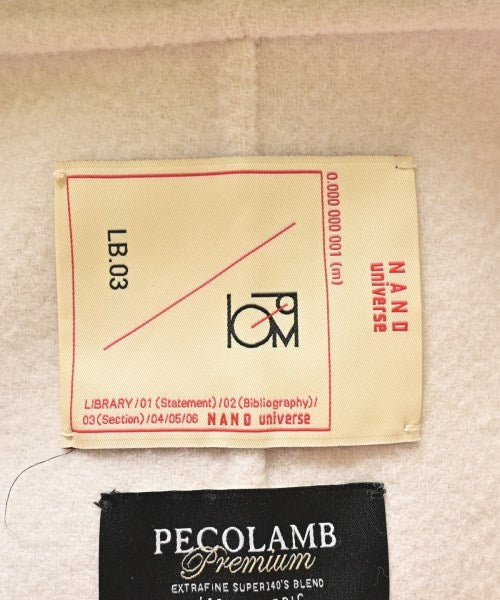 NANO
universe
0.000 000 001 (m)
LB.03
LIBRARY/01 (Statement)/02 (Bibliography)/
03 (Section)/04/05/06 NANO universe
PECOLAMB
Premium
EXTRAFINE SUPER140'S BLEND